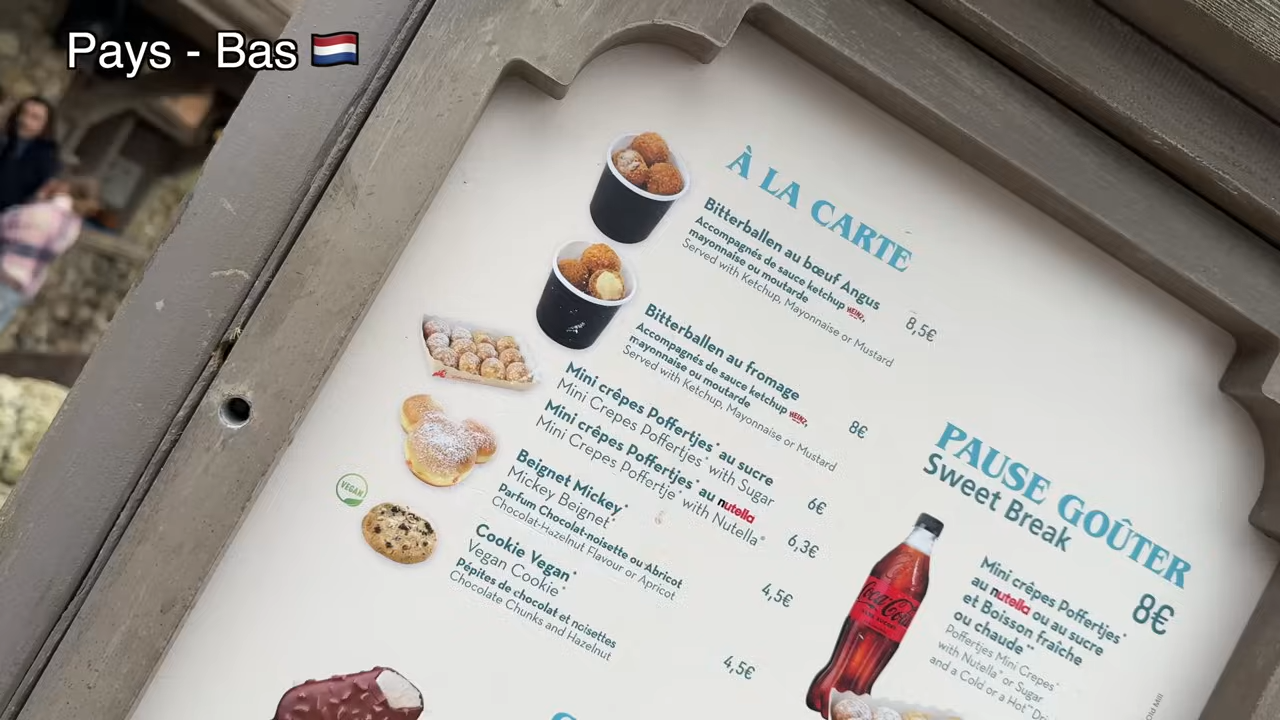 Pays - Bas 🇳🇱
À LA CARTE
Bitterballen au bœuf Angus
Accompagnés de sauce ketchup HEINZ,
mayonnaise ou moutarde
Served with Ketchup, Mayonnaise or Mustard
8,5€
Bitterballen au fromage
Accompagnés de sauce ketchup HEINZ,
mayonnaise ou moutarde
Served with Ketchup, Mayonnaise or Mustard
8€
Mini crêpes Poffertjes* au sucre
Mini Crepes Poffertjes* with Sugar
6€
Mini crêpes Poffertjes* au nutella
Mini Crepes Poffertje* with Nutella®
6,3€
Beignet Mickey*
Mickey Beignet*
Parfum Chocolat-noisette ou Abricot
Chocolat-Hazelnut Flavour or Apricot
4,5€
VEGAN
Cookie Vegan*
Vegan Cookie*
Pépites de chocolat et noisettes
Chocolate Chunks and Hazelnut
4,5€
PAUSE GOÛTER
Sweet Break
Mini crêpes Poffertjes*
au nutella ou au sucre
et Boisson fraîche
ou chaude**
8€
Poffertjes Mini Crepes*
with Nutella® or Sugar
and a Cold or a Hot** Dr
Coca-Cola